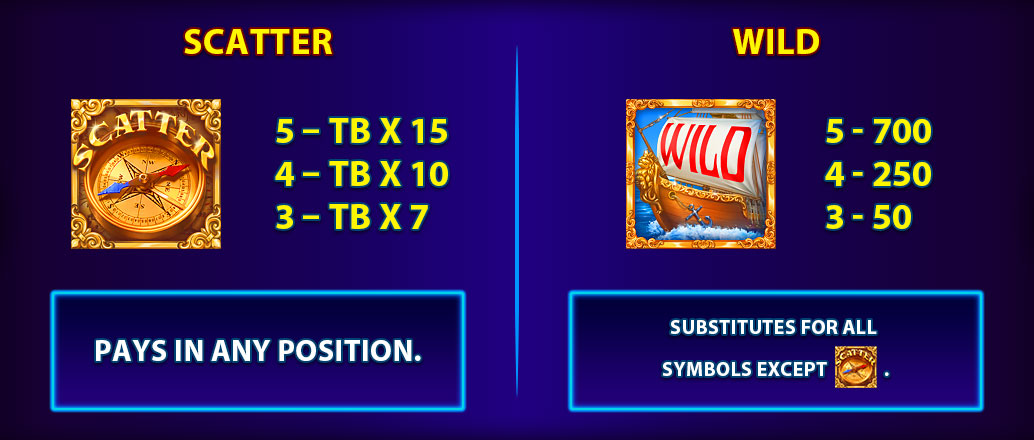 SCATTER
SCATTER
5 – TB X 15
4 – TB X 10
3 – TB X 7
PAYS IN ANY POSITION.
WILD
WILD
5 - 700
4 - 250
3 - 50
SUBSTITUTES FOR ALL
SYMBOLS EXCEPT SCATTER .